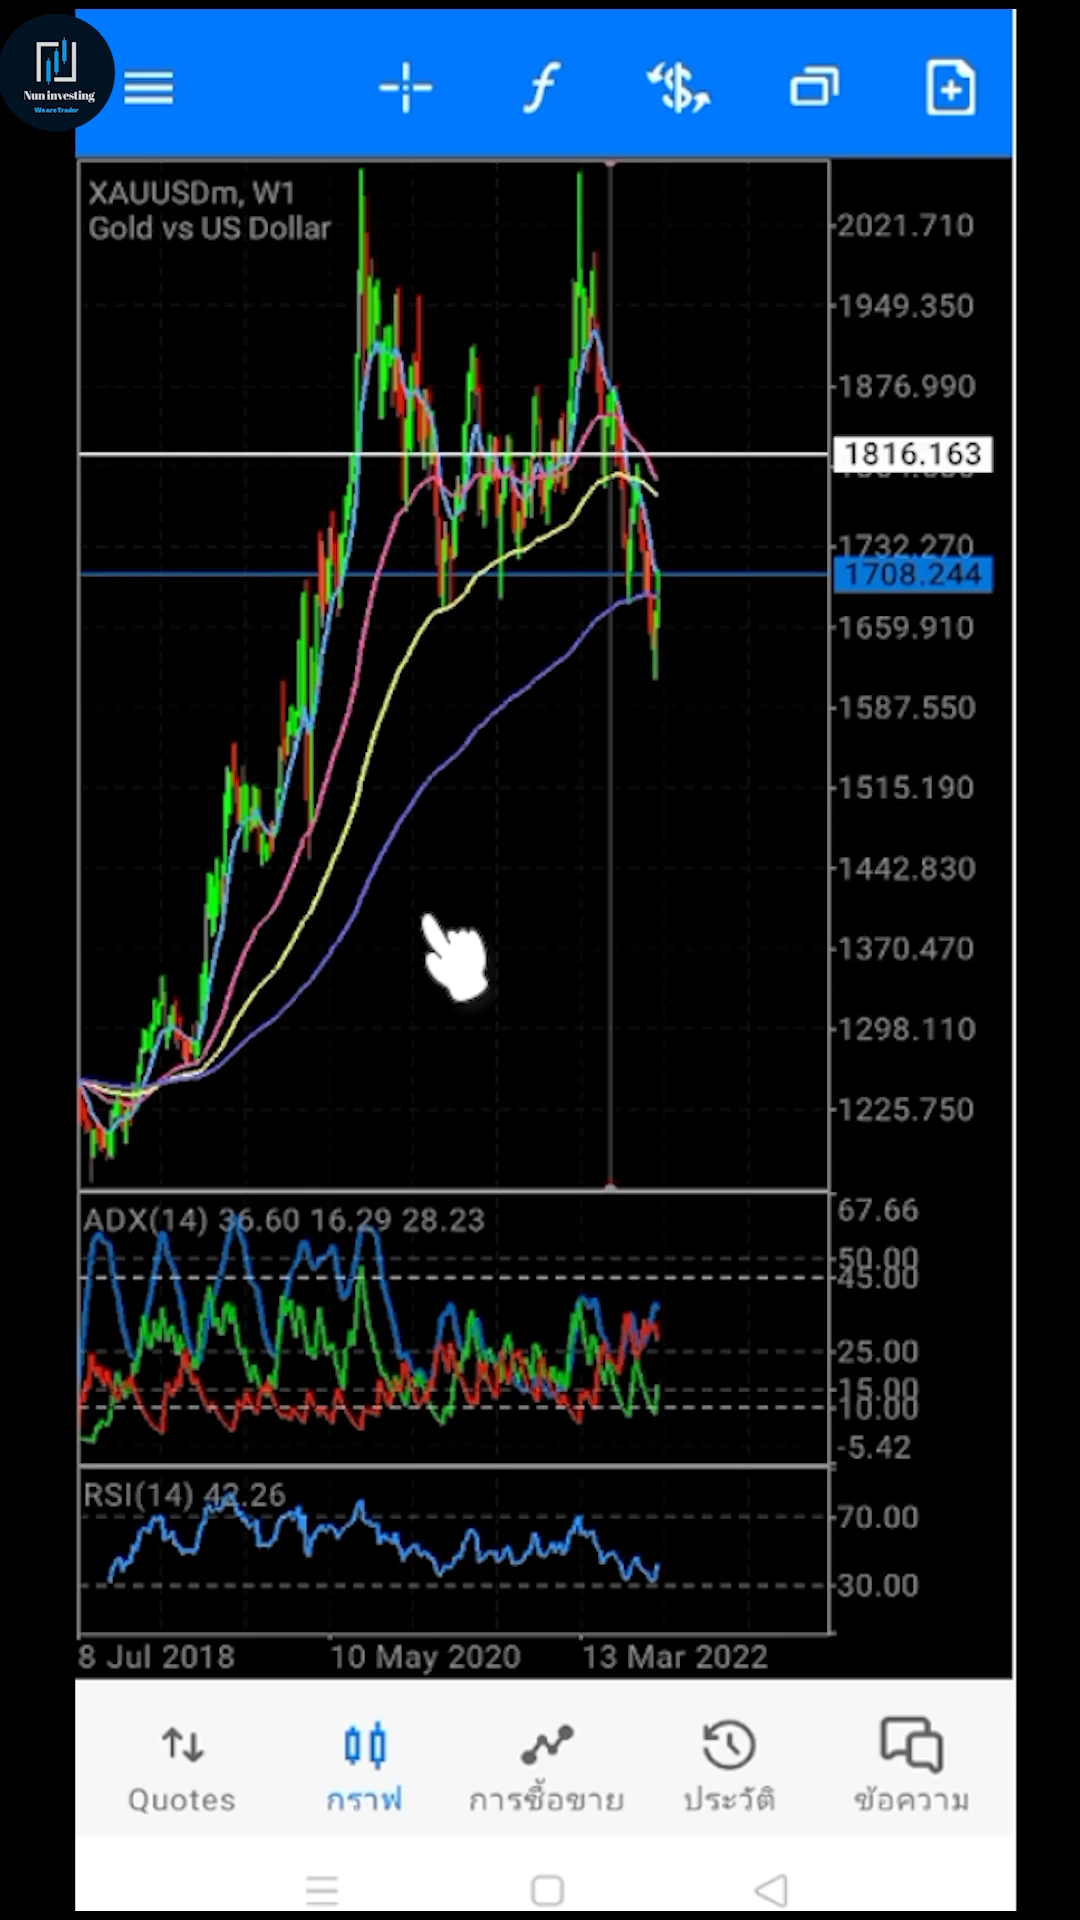 Nun investing
We are Trader
XAUUSDm, W1
Gold vs US Dollar
2021.710
1949.350
1876.990
1816.163
1732.270
1708.244
1659.910
1587.550
1515.190
1442.830
1370.470
1298.110
1225.750
ADX(14) 36.60 16.29 28.23
67.66
50.00
45.00
25.00
15.00
10.00
-5.42
RSI(14) 42.26
70.00
30.00
8 Jul 2018 10 May 2020 13 Mar 2022
Quotes กราฟ การซื้อขาย ประวัติ ข้อความ